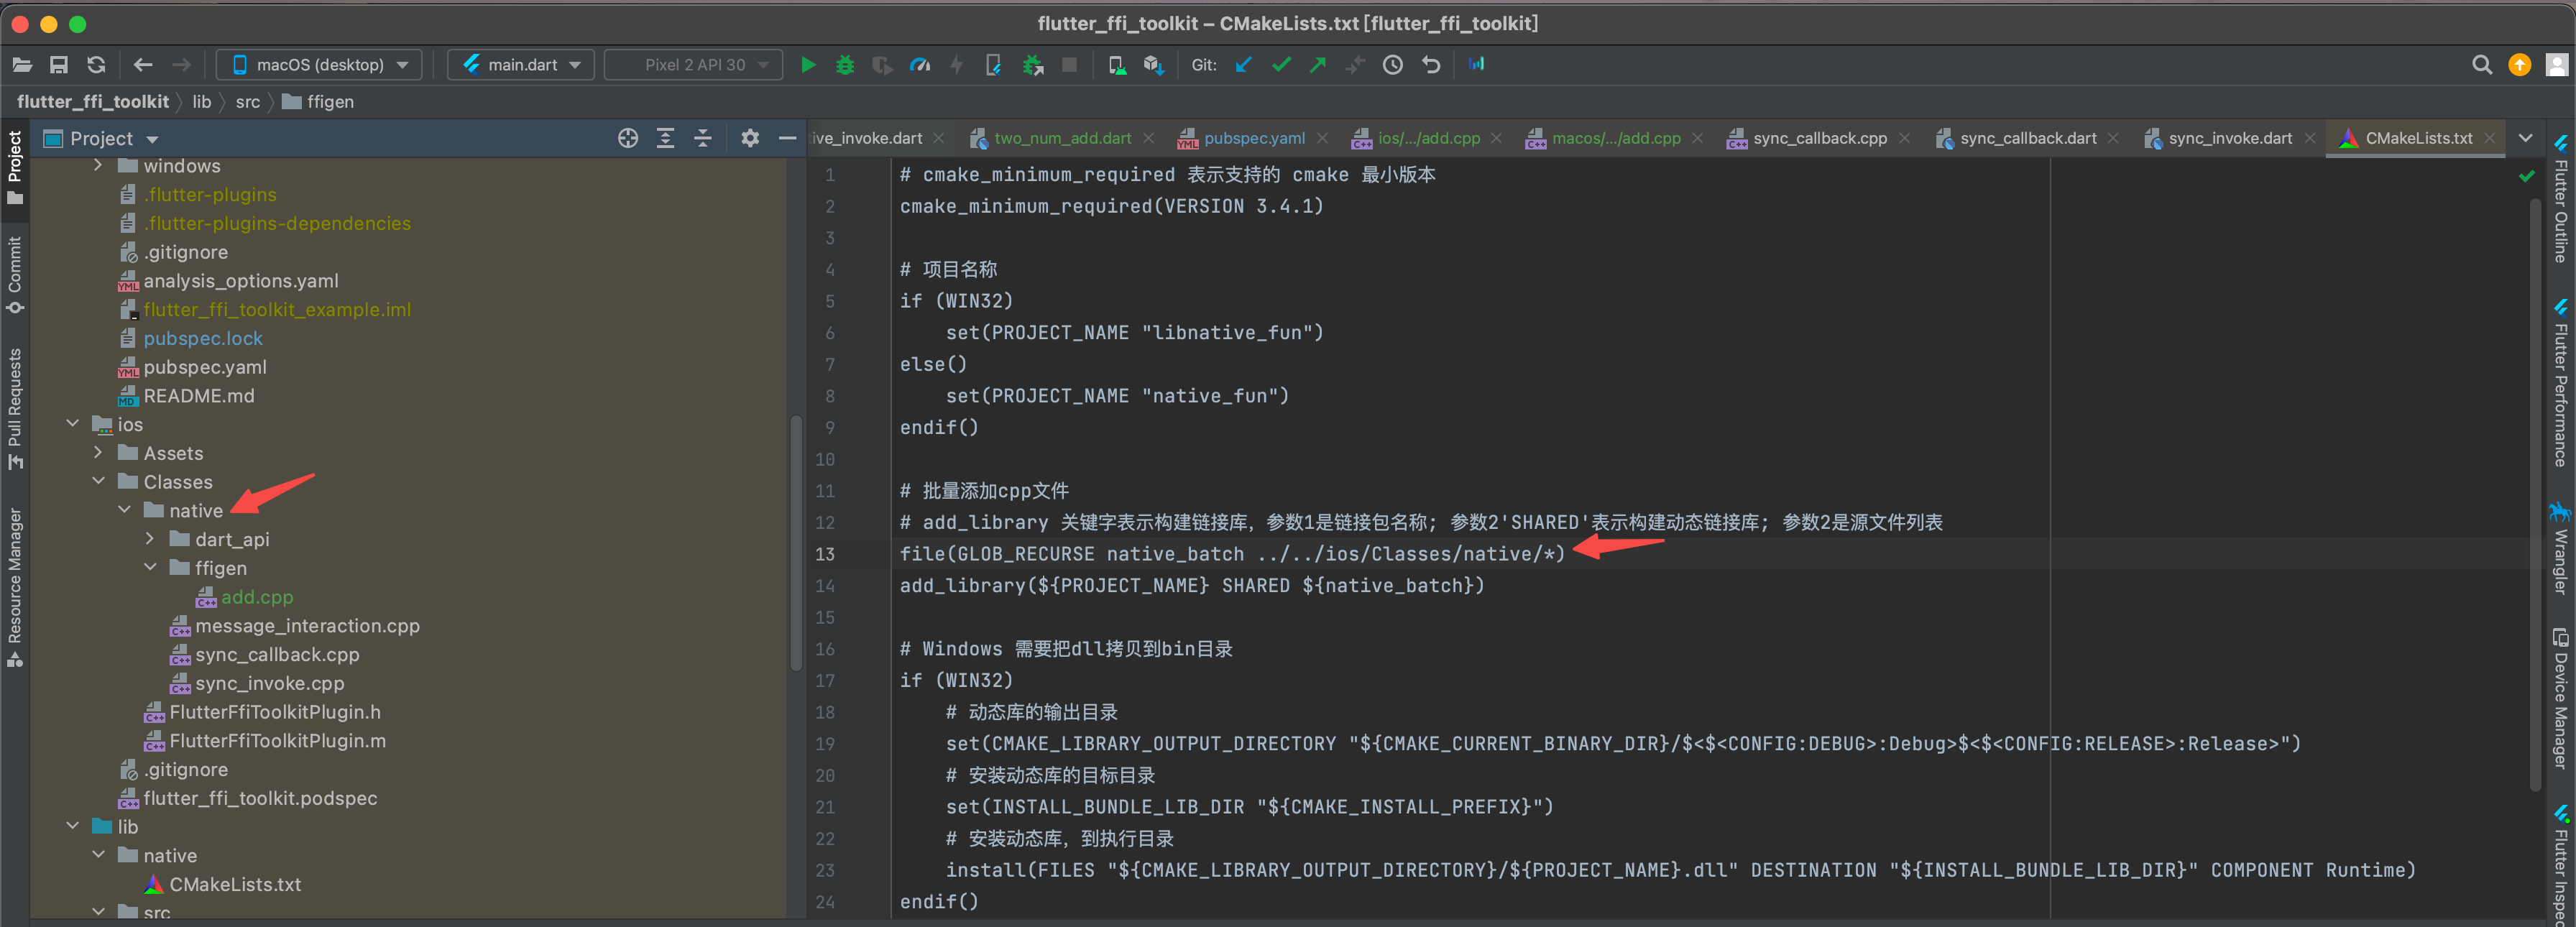 flutter_ffi_toolkit – CMakeLists.txt [flutter_ffi_toolkit]
macOS (desktop)
main.dart
Pixel 2 API 30
Git:
flutter_ffi_toolkit
lib
src
ffigen
Project
Commit
Pull Requests
Resource Manager
Project
windows
.flutter-plugins
.flutter-plugins-dependencies
.gitignore
analysis_options.yaml
flutter_ffi_toolkit_example.iml
pubspec.lock
pubspec.yaml
README.md
ios
Assets
Classes
native
dart_api
ffigen
add.cpp
message_interaction.cpp
sync_callback.cpp
sync_invoke.cpp
FlutterFfiToolkitPlugin.h
FlutterFfiToolkitPlugin.m
.gitignore
flutter_ffi_toolkit.podspec
lib
native
CMakeLists.txt
src
ive_invoke.dart
two_num_add.dart
pubspec.yaml
ios/.../add.cpp
macos/.../add.cpp
sync_callback.cpp
sync_callback.dart
sync_invoke.dart
CMakeLists.txt
1 # cmake_minimum_required 表示支持的 cmake 最小版本
2 cmake_minimum_required(VERSION 3.4.1)
3
4 # 项目名称
5 if (WIN32)
6 set(PROJECT_NAME "libnative_fun")
7 else()
8 set(PROJECT_NAME "native_fun")
9 endif()
10
11 # 批量添加cpp文件
12 # add_library 关键字表示构建链接库，参数1是链接包名称; 参数2'SHARED'表示构建动态链接库; 参数2是源文件列表
13 file(GLOB_RECURSE native_batch ../../ios/Classes/native/*)
14 add_library(${PROJECT_NAME} SHARED ${native_batch})
15
16 # Windows 需要把dll拷贝到bin目录
17 if (WIN32)
18 # 动态库的输出目录
19 set(CMAKE_LIBRARY_OUTPUT_DIRECTORY "${CMAKE_CURRENT_BINARY_DIR}/$<$<CONFIG:DEBUG>:Debug>$<$<CONFIG:RELEASE>:Release>")
20 # 安装动态库的目标目录
21 set(INSTALL_BUNDLE_LIB_DIR "${CMAKE_INSTALL_PREFIX}")
22 # 安装动态库，到执行目录
23 install(FILES "${CMAKE_LIBRARY_OUTPUT_DIRECTORY}/${PROJECT_NAME}.dll" DESTINATION "${INSTALL_BUNDLE_LIB_DIR}" COMPONENT Runtime)
24 endif()
Flutter Outline
Flutter Performance
Wrangler
Device Manager
Flutter Inspec